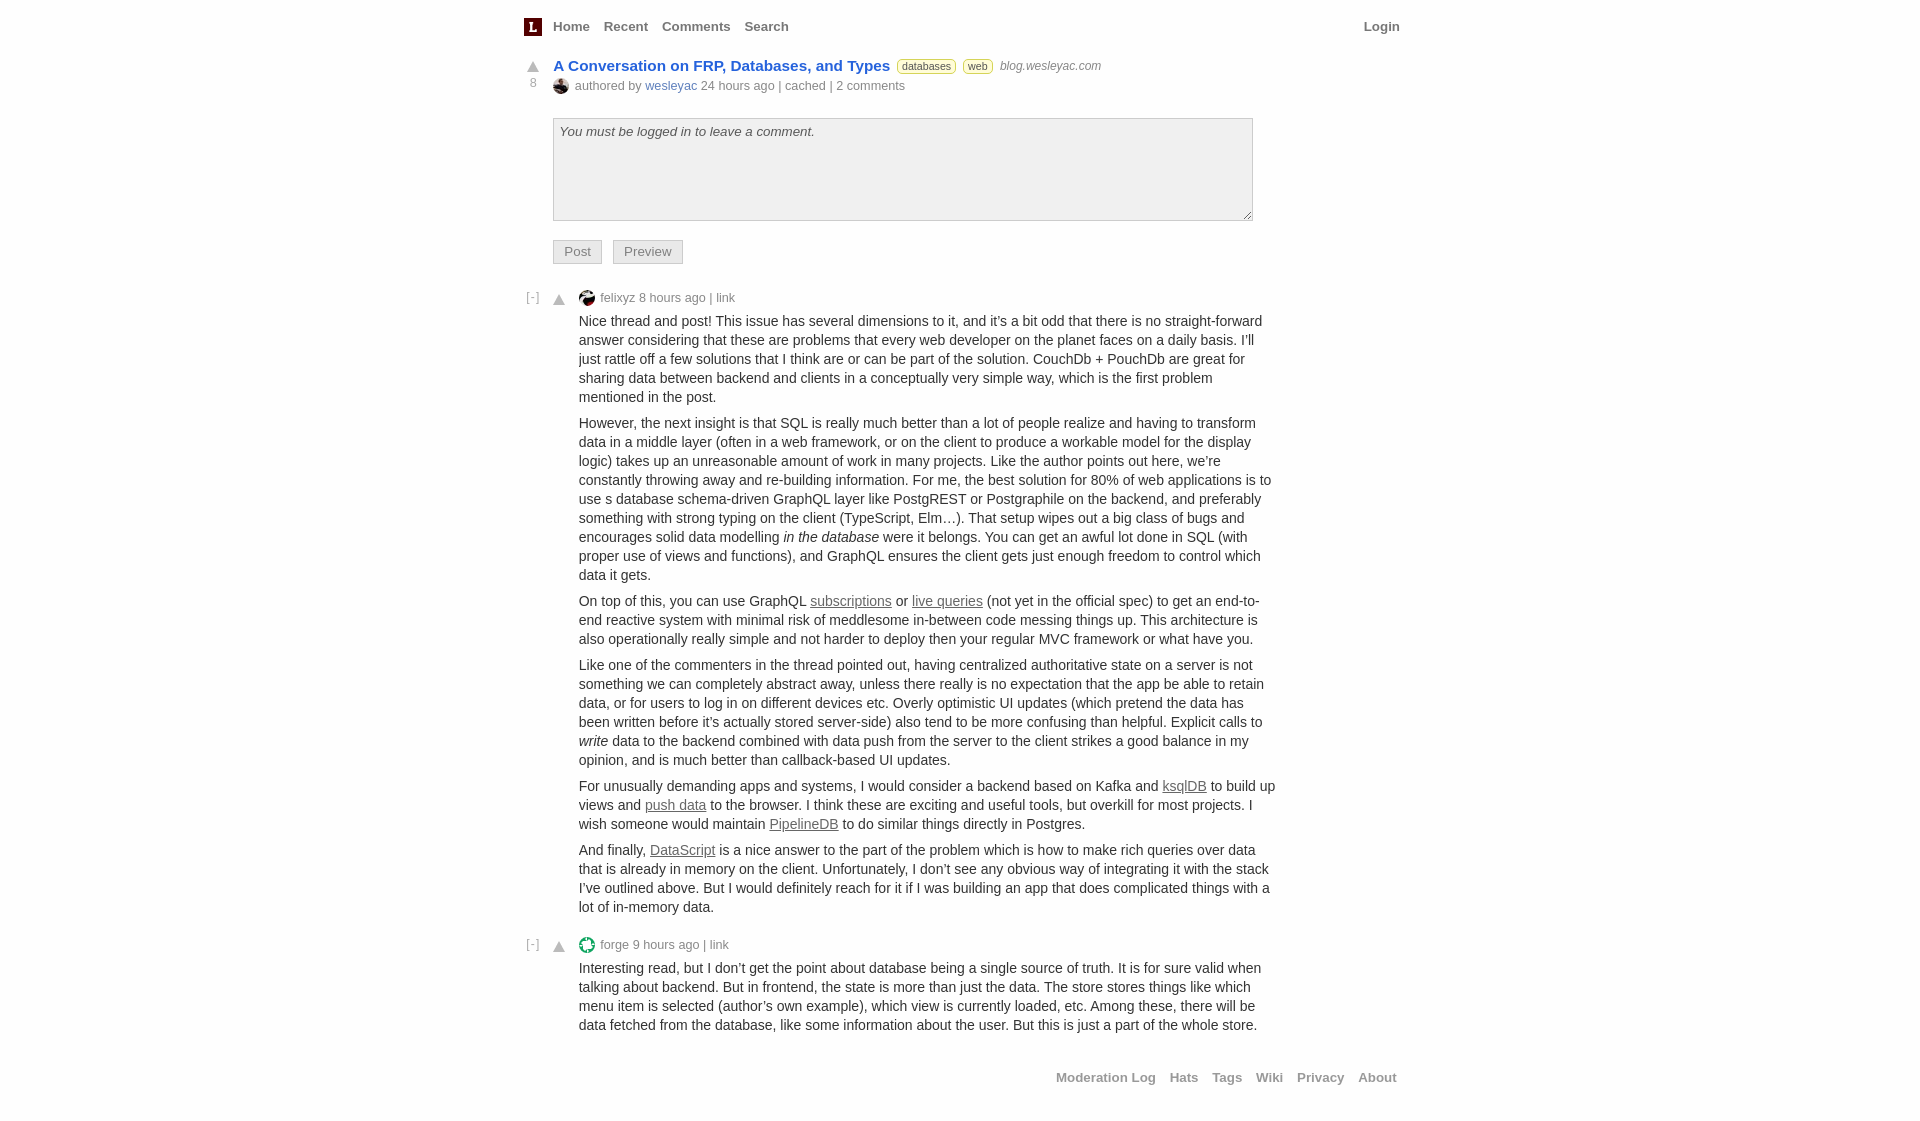 L Home Recent Comments Search Login
A Conversation on FRP, Databases, and Types databases web blog.wesleyac.com
8 authored by wesleyac 24 hours ago | cached | 2 comments
You must be logged in to leave a comment.
Post Preview
[-] felixyz 8 hours ago | link
Nice thread and post! This issue has several dimensions to it, and it’s a bit odd that there is no straight-forward
answer considering that these are problems that every web developer on the planet faces on a daily basis. I’ll
just rattle off a few solutions that I think are or can be part of the solution. CouchDb + PouchDb are great for
sharing data between backend and clients in a conceptually very simple way, which is the first problem
mentioned in the post.
However, the next insight is that SQL is really much better than a lot of people realize and having to transform
data in a middle layer (often in a web framework, or on the client to produce a workable model for the display
logic) takes up an unreasonable amount of work in many projects. Like the author points out here, we’re
constantly throwing away and re-building information. For me, the best solution for 80% of web applications is to
use s database schema-driven GraphQL layer like PostgREST or Postgraphile on the backend, and preferably
something with strong typing on the client (TypeScript, Elm…). That setup wipes out a big class of bugs and
encourages solid data modelling in the database were it belongs. You can get an awful lot done in SQL (with
proper use of views and functions), and GraphQL ensures the client gets just enough freedom to control which
data it gets.
On top of this, you can use GraphQL subscriptions or live queries (not yet in the official spec) to get an end-to-
end reactive system with minimal risk of meddlesome in-between code messing things up. This architecture is
also operationally really simple and not harder to deploy then your regular MVC framework or what have you.
Like one of the commenters in the thread pointed out, having centralized authoritative state on a server is not
something we can completely abstract away, unless there really is no expectation that the app be able to retain
data, or for users to log in on different devices etc. Overly optimistic UI updates (which pretend the data has
been written before it’s actually stored server-side) also tend to be more confusing than helpful. Explicit calls to
write data to the backend combined with data push from the server to the client strikes a good balance in my
opinion, and is much better than callback-based UI updates.
For unusually demanding apps and systems, I would consider a backend based on Kafka and ksqlDB to build up
views and push data to the browser. I think these are exciting and useful tools, but overkill for most projects. I
wish someone would maintain PipelineDB to do similar things directly in Postgres.
And finally, DataScript is a nice answer to the part of the problem which is how to make rich queries over data
that is already in memory on the client. Unfortunately, I don’t see any obvious way of integrating it with the stack
I’ve outlined above. But I would definitely reach for it if I was building an app that does complicated things with a
lot of in-memory data.
[-] forge 9 hours ago | link
Interesting read, but I don’t get the point about database being a single source of truth. It is for sure valid when
talking about backend. But in frontend, the state is more than just the data. The store stores things like which
menu item is selected (author’s own example), which view is currently loaded, etc. Among these, there will be
data fetched from the database, like some information about the user. But this is just a part of the whole store.
Moderation Log Hats Tags Wiki Privacy About